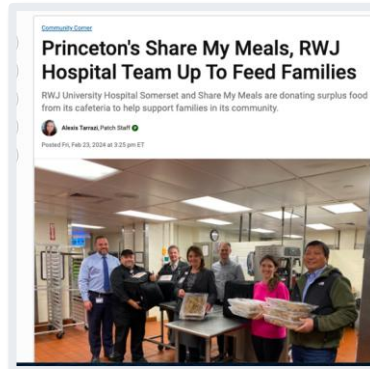 Community Corner
Princeton's Share My Meals, RWJ
Hospital Team Up To Feed Families
RWJ University Hospital Somerset and Share My Meals are donating surplus food
from its cafeteria to help support families in its community.
Alexis Tarrazi, Patch Staff
Posted Fri, Feb 23, 2024 at 3:25 pm ET